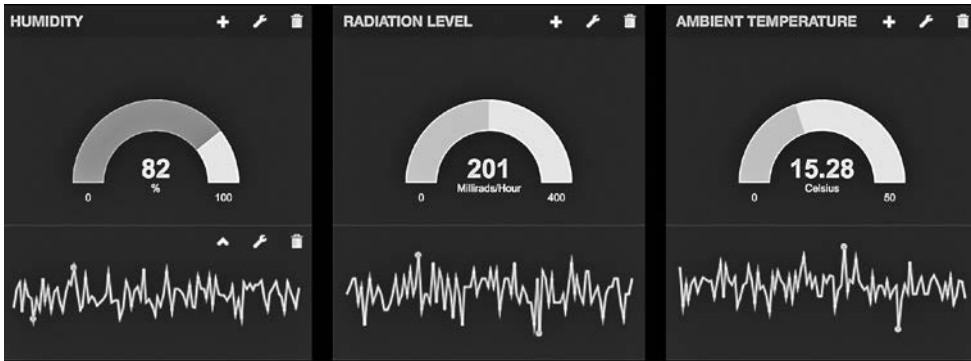 HUMIDITY
82
%
0
100
RADIATION LEVEL
201
Millirads/Hour
0
400
AMBIENT TEMPERATURE
15.28
Celsius
0
50